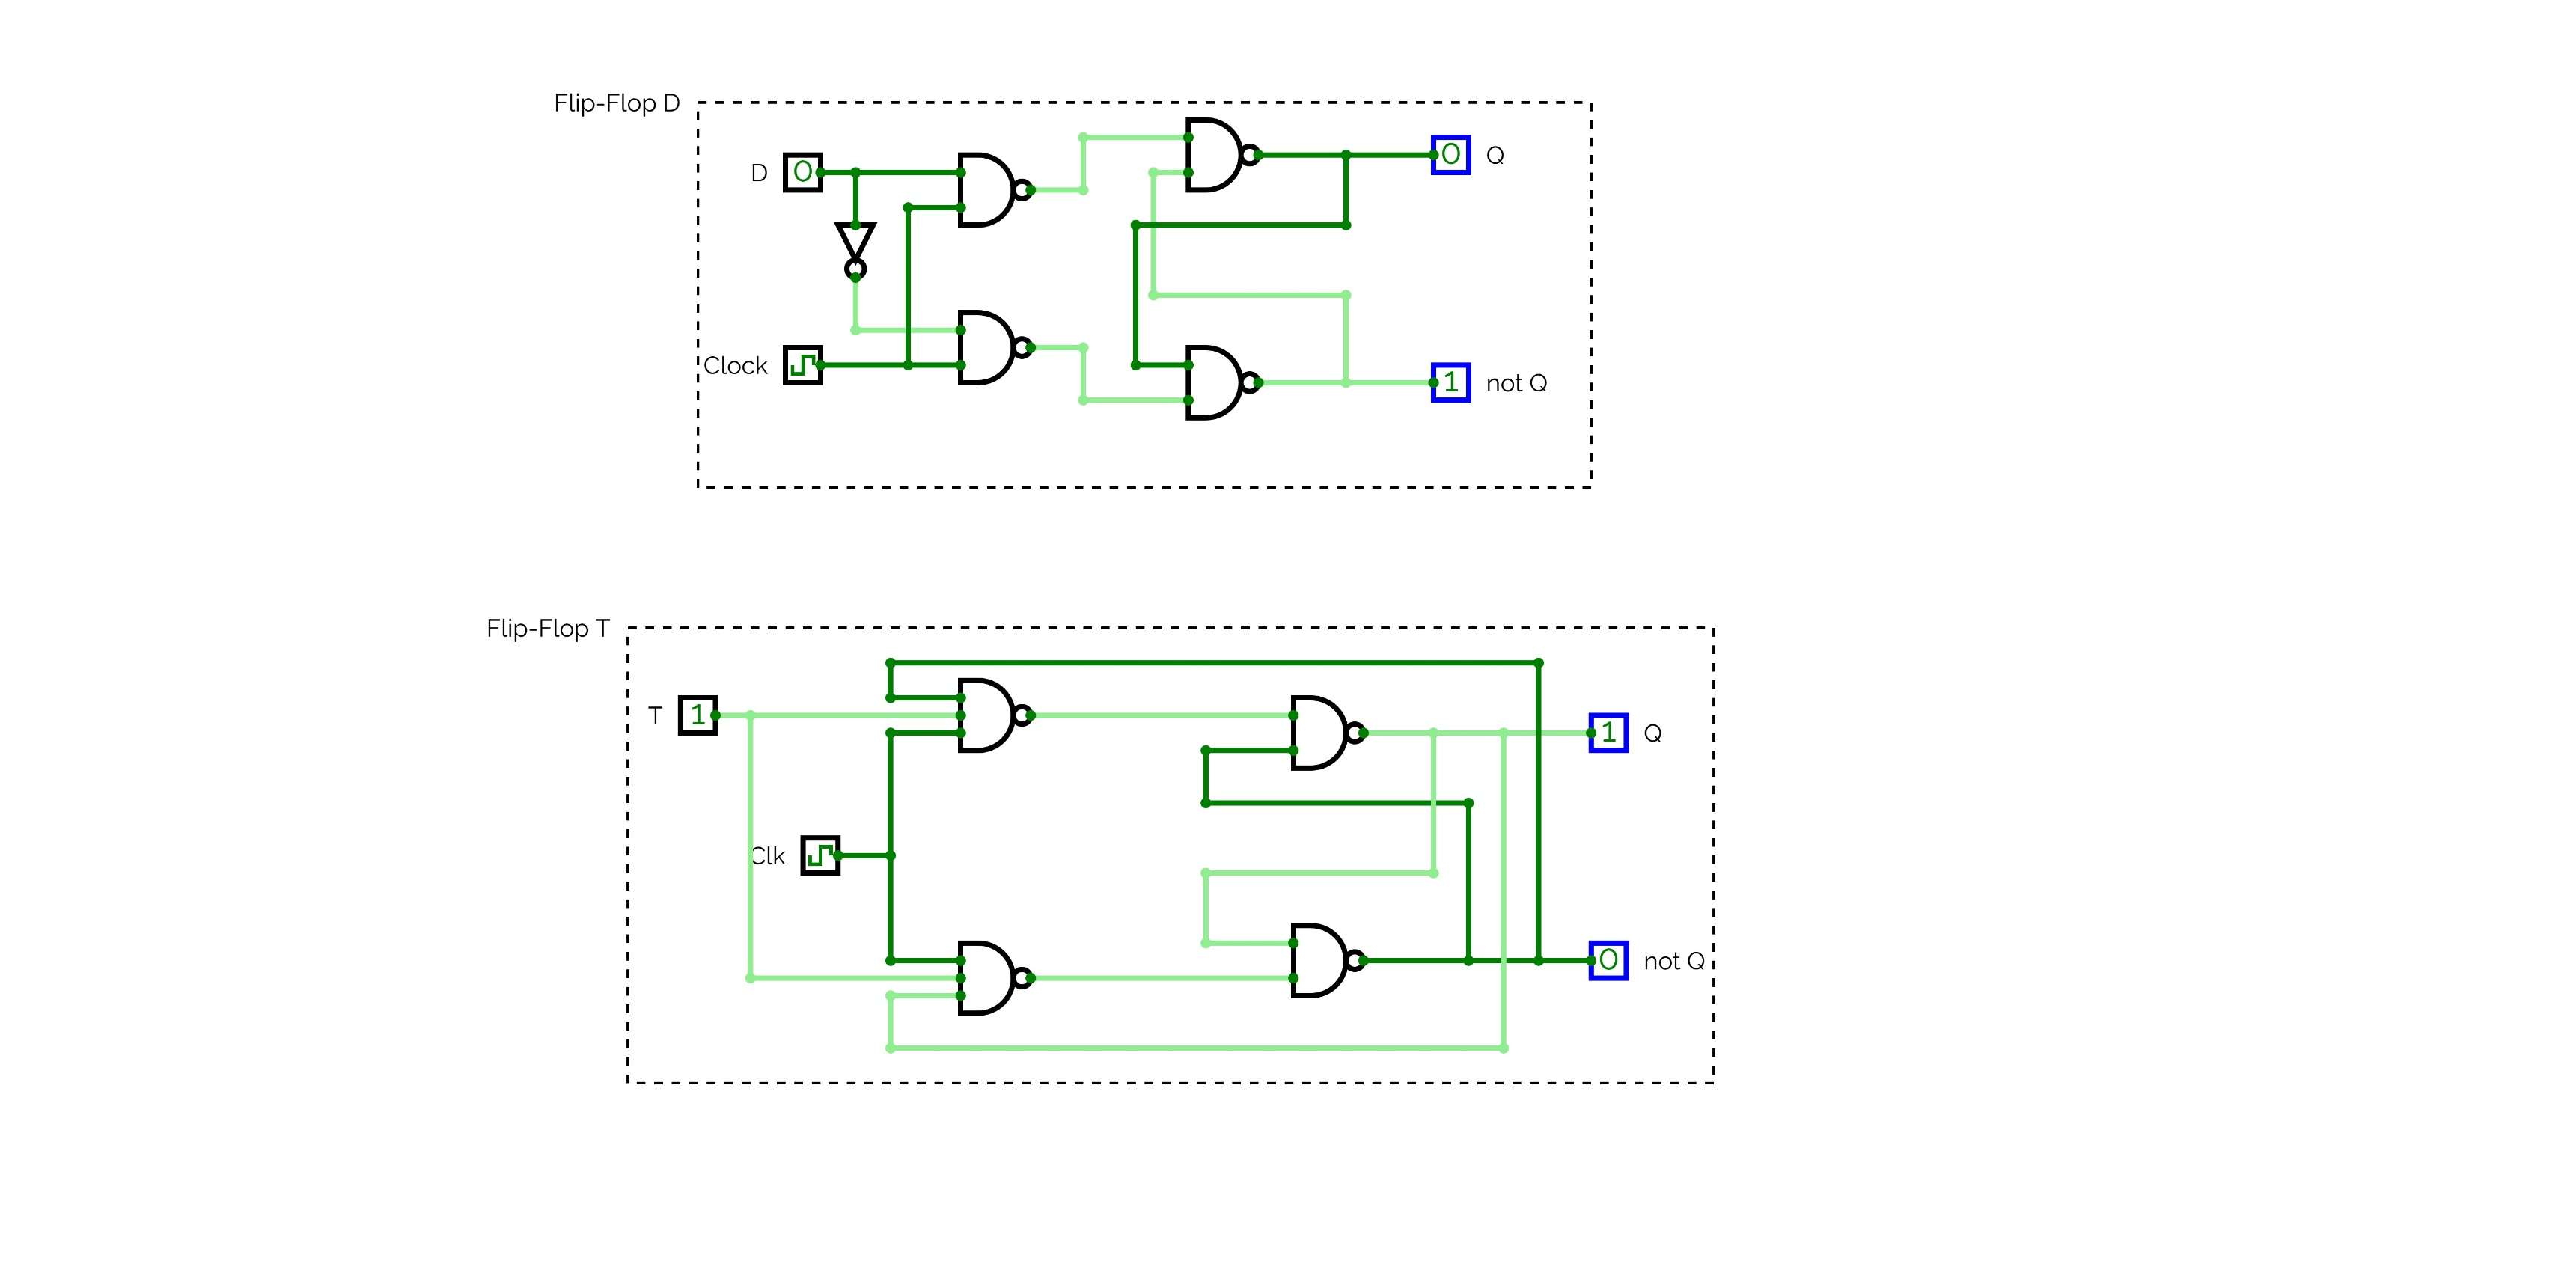 Flip-Flop D
D 0
0 Q
Clock
1 not Q
Flip-Flop T
T 1
1 Q
Clk
0 not Q